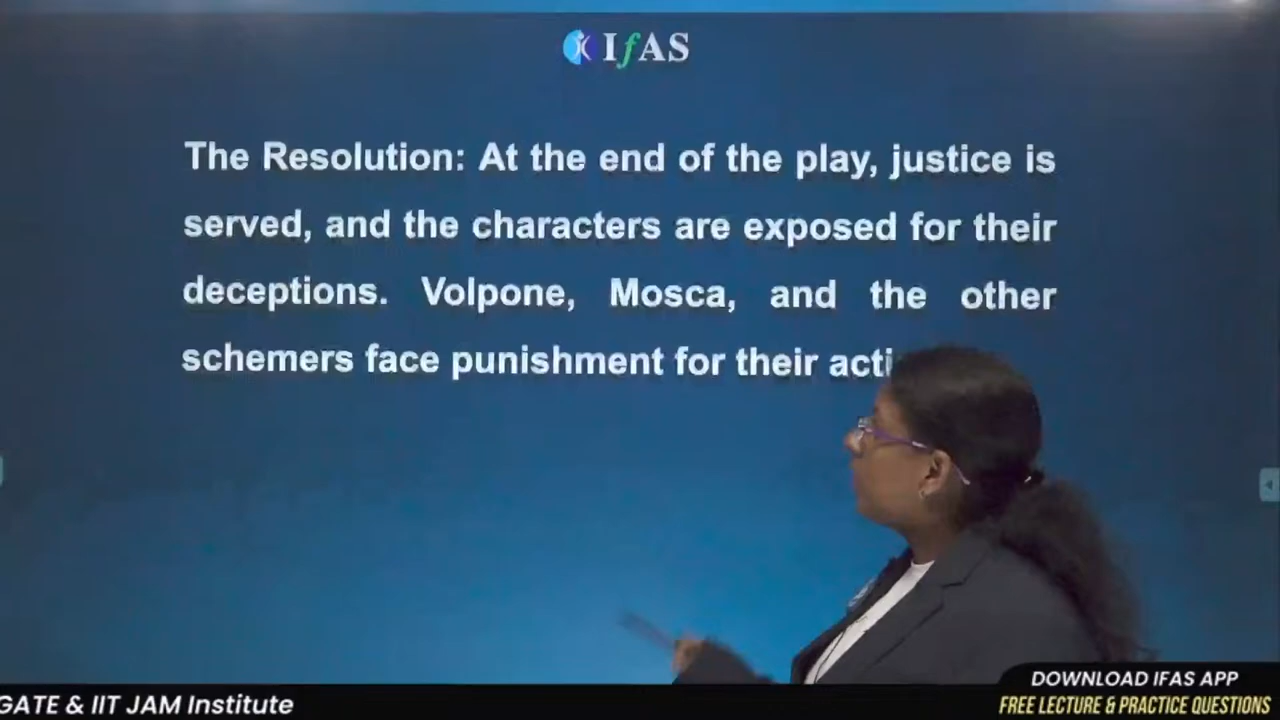 IfAS
The Resolution: At the end of the play, justice is
served, and the characters are exposed for their
deceptions. Volpone, Mosca, and the other
schemers face punishment for their acti
GATE & IIT JAM Institute
DOWNLOAD IFAS APP
FREE LECTURE & PRACTICE QUESTIONS